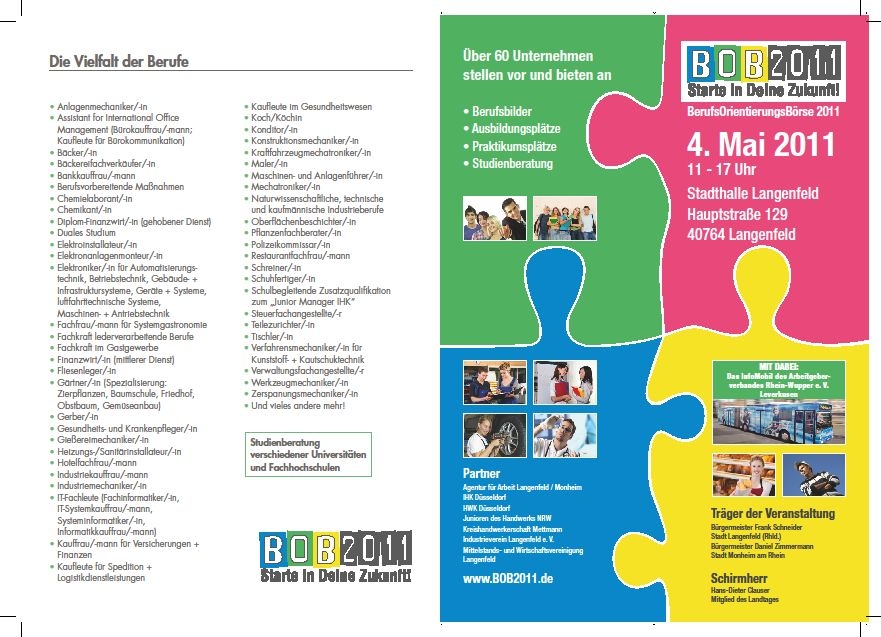 Die Vielfalt der Berufe
• Anlagenmechaniker/-in
• Assistant for International Office
Management (Bürokauffrau/-mann;
Kaufleute für Bürokommunikation)
• Bäcker/-in
• Bäckereifachverkäufer/-in
• Bankkauffrau/-mann
• Berufsvorbereitende Maßnahmen
• Chemielaborant/-in
• Chemikant/-in
• Diplom-Finanzwirt/-in (gehobener Dienst)
• Duales Studium
• Elektroinstallateur/-in
• Elektronanlagenmonteur/-in
• Elektroniker/-in für Automatisierungs-
technik, Betriebstechnik, Gebäude- +
Infrastruktursysteme, Geräte + Systeme,
luftfahrttechnische Systeme,
Maschinen- + Antriebstechnik
• Fachfrau/-mann für Systemgastronomie
• Fachkraft lederverarbeitende Berufe
• Fachkraft im Gastgewerbe
• Finanzwirt/-in (mittlerer Dienst)
• Fliesenleger/-in
• Gärtner/-in (Spezialisierung:
Zierpflanzen, Baumschule, Friedhof,
Obstbaum, Gemüseanbau)
• Gerber/-in
• Gesundheits- und Krankenpfleger/-in
• Gießereimechaniker/-in
• Heizungs-/Sanitärinstallateur/-in
• Hotelfachfrau/-mann
• Industriekauffrau/-mann
• Industriemechaniker/-in
• IT-Fachleute (Fachinformatiker/-in,
IT-Systemkauffrau/-mann,
Systeminformatiker/-in,
Informatikkauffrau/-mann)
• Kauffrau/-mann für Versicherungen +
Finanzen
• Kaufleute für Spedition +
Logistikdienstleistungen
• Kaufleute im Gesundheitswesen
• Koch/Köchin
• Konditor/-in
• Konstruktionsmechaniker/-in
• Kraftfahrzeugmechatroniker/-in
• Maler/-in
• Maschinen- und Anlagenführer/-in
• Mechatroniker/-in
• Naturwissenschaftliche, technische
und kaufmännische Industrieberufe
• Oberflächenbeschichter/-in
• Pflanzenfachberater/-in
• Polizeikommissar/-in
• Restaurantfachfrau/-mann
• Schreiner/-in
• Schuhfertiger/-in
• Schulbegleitende Zusatzqualifikation
zum „Junior Manager IHK“
• Steuerfachangestellte/-r
• Teilezurichter/-in
• Tischler/-in
• Verfahrensmechaniker/-in für
Kunststoff- + Kautschuktechnik
• Verwaltungsfachangestellte/-r
• Werkzeugmechaniker/-in
• Zerspanungsmechaniker/-in
• Und vieles andere mehr!
Studienberatung
verschiedener Universitäten
und Fachhochschulen
BOB2011
Starte in Deine Zukunft!
Über 60 Unternehmen
stellen vor und bieten an
• Berufsbilder
• Ausbildungsplätze
• Praktikumsplätze
• Studienberatung
BOB2011
Starte in Deine Zukunft!
BerufsOrientierungsBörse 2011
4. Mai 2011
11 - 17 Uhr
Stadthalle Langenfeld
Hauptstraße 129
40764 Langenfeld
Partner
Agentur für Arbeit Langenfeld / Monheim
IHK Düsseldorf
HWK Düsseldorf
Junioren des Handwerks NRW
Kreishandwerkerschaft Mettmann
Industrieverein Langenfeld e. V.
Mittelstands- und Wirtschaftsvereinigung
Langenfeld
www.BOB2011.de
MIT DABEI:
Das InfoMobil des Arbeitgeber-
verbandes Rhein-Wupper e. V.
Leverkusen
Träger der Veranstaltung
Bürgermeister Frank Schneider
Stadt Langenfeld (Rhld.)
Bürgermeister Daniel Zimmermann
Stadt Monheim am Rhein
Schirmherr
Hans-Dieter Clauser
Mitglied des Landtages